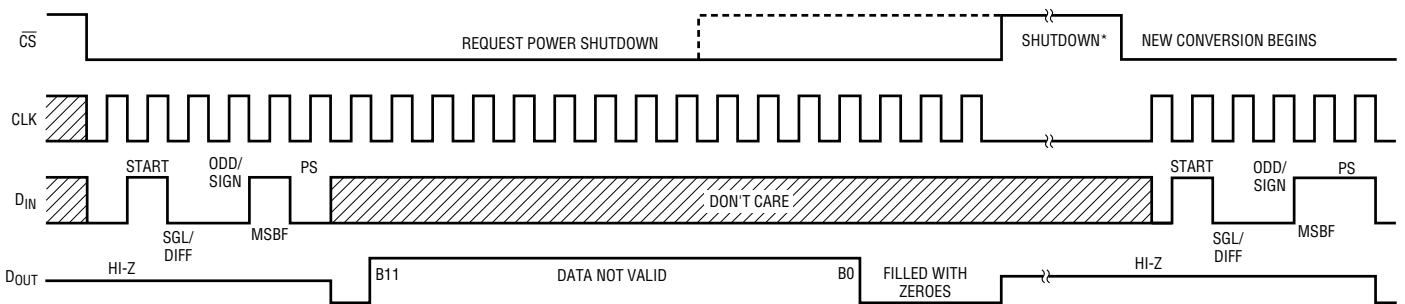 CS
REQUEST POWER SHUTDOWN
SHUTDOWN*
NEW CONVERSION BEGINS
CLK
START
ODD/
SIGN
PS
START
ODD/
SIGN
PS
DIN
DON'T CARE
SGL/
DIFF
MSBF
SGL/
DIFF
MSBF
DOUT
HI-Z
B11
DATA NOT VALID
B0
FILLED WITH
ZEROES
HI-Z